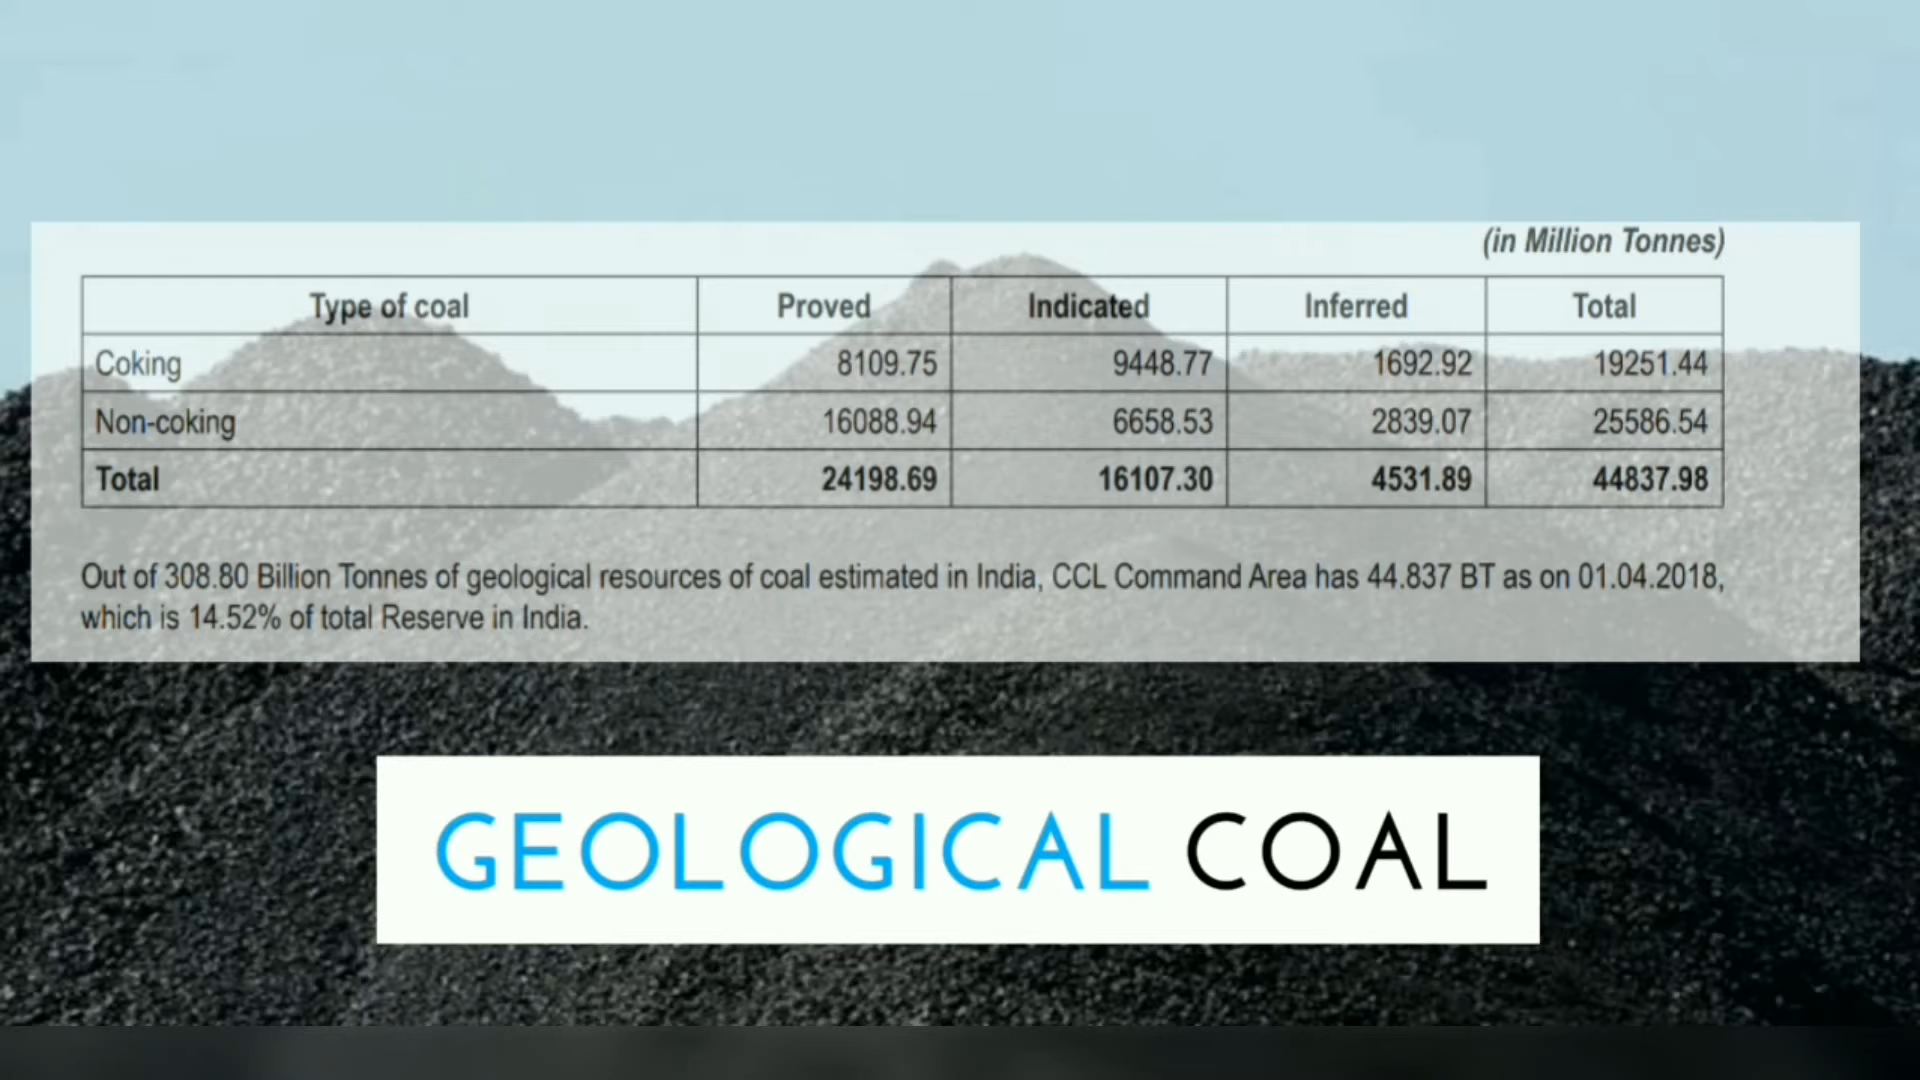 (in Million Tonnes)
Type of coal Proved Indicated Inferred Total
Coking 8109.75 9448.77 1692.92 19251.44
Non-coking 16088.94 6658.53 2839.07 25586.54
Total 24198.69 16107.30 4531.89 44837.98
Out of 308.80 Billion Tonnes of geological resources of coal estimated in India, CCL Command Area has 44.837 BT as on 01.04.2018,
which is 14.52% of total Reserve in India.
GEOLOGICAL COAL